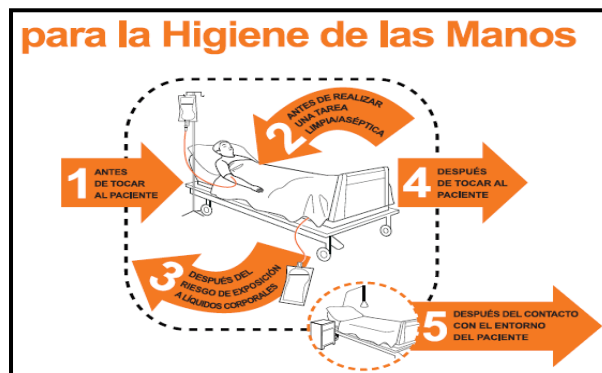 para la Higiene de las Manos
1 ANTES
DE TOCAR
AL PACIENTE
2 ANTES DE REALIZAR
UNA TAREA
LIMPIA/ASÉPTICA
3 DESPUÉS DEL
RIESGO DE EXPOSICIÓN
A LÍQUIDOS CORPORALES
4 DESPUÉS
DE TOCAR AL
PACIENTE
5 DESPUÉS DEL CONTACTO
CON EL ENTORNO
DEL PACIENTE